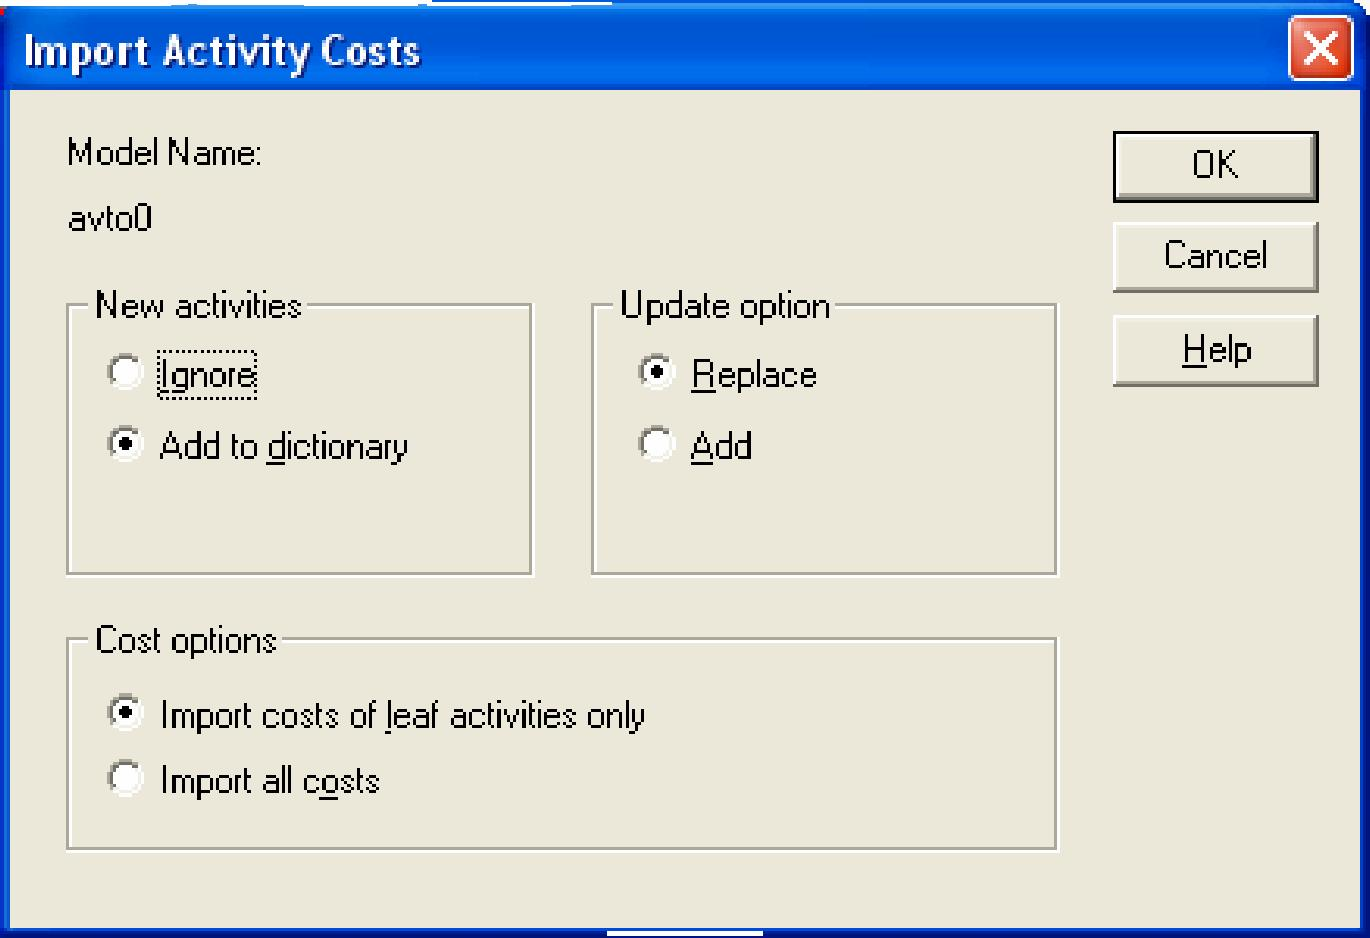 Import Activity Costs
Model Name:
avto0
OK
Cancel
Help
New activities
Ignore
Add to dictionary
Update option
Replace
Add
Cost options
Import costs of leaf activities only
Import all costs